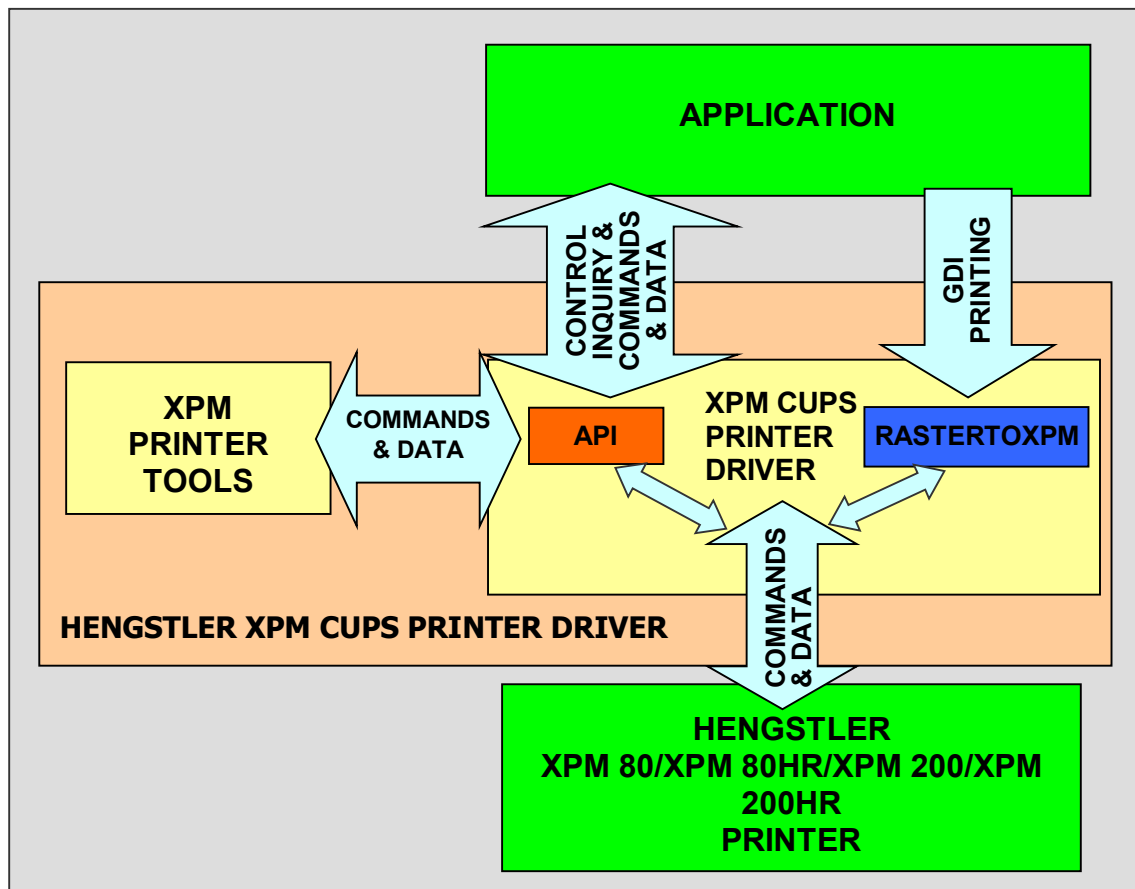 APPLICATION
CONTROL
INQUIRY &
COMMANDS
& DATA
GDI
PRINTING
XPM
PRINTER
TOOLS
COMMANDS
& DATA
API
XPM CUPS
PRINTER
DRIVER
RASTERTOXPM
COMMANDS
& DATA
HENGSTLER XPM CUPS PRINTER DRIVER
HENGSTLER
XPM 80/XPM 80HR/XPM 200/XPM
200HR
PRINTER